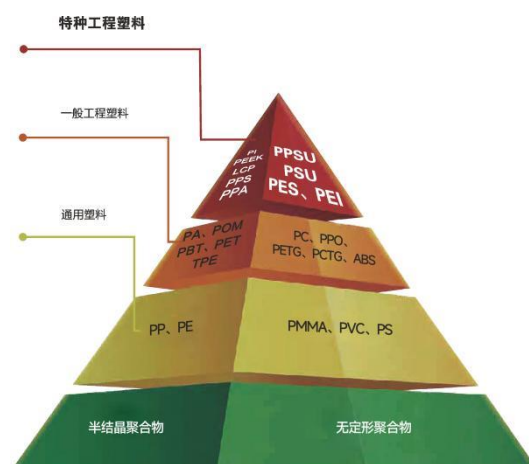 特种工程塑料
一般工程塑料
通用塑料
PI
PEEK
LCP
PPS
PPA
PPSU
PSU
PES、PEI
PA、POM
PBT、PET
TPE
PC、PPO、
PETG、PCTG、ABS
PP、PE
PMMA、PVC、PS
半结晶聚合物
无定形聚合物